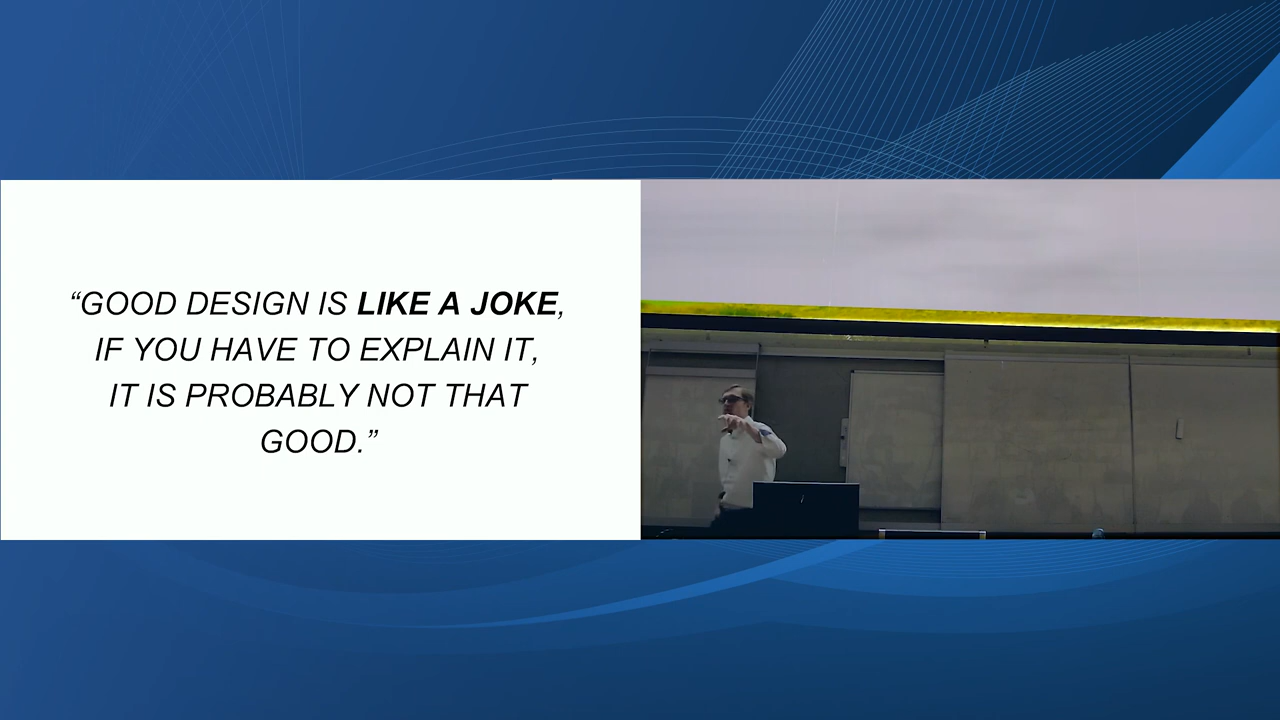 “GOOD DESIGN IS LIKE A JOKE,
IF YOU HAVE TO EXPLAIN IT,
IT IS PROBABLY NOT THAT
GOOD.”